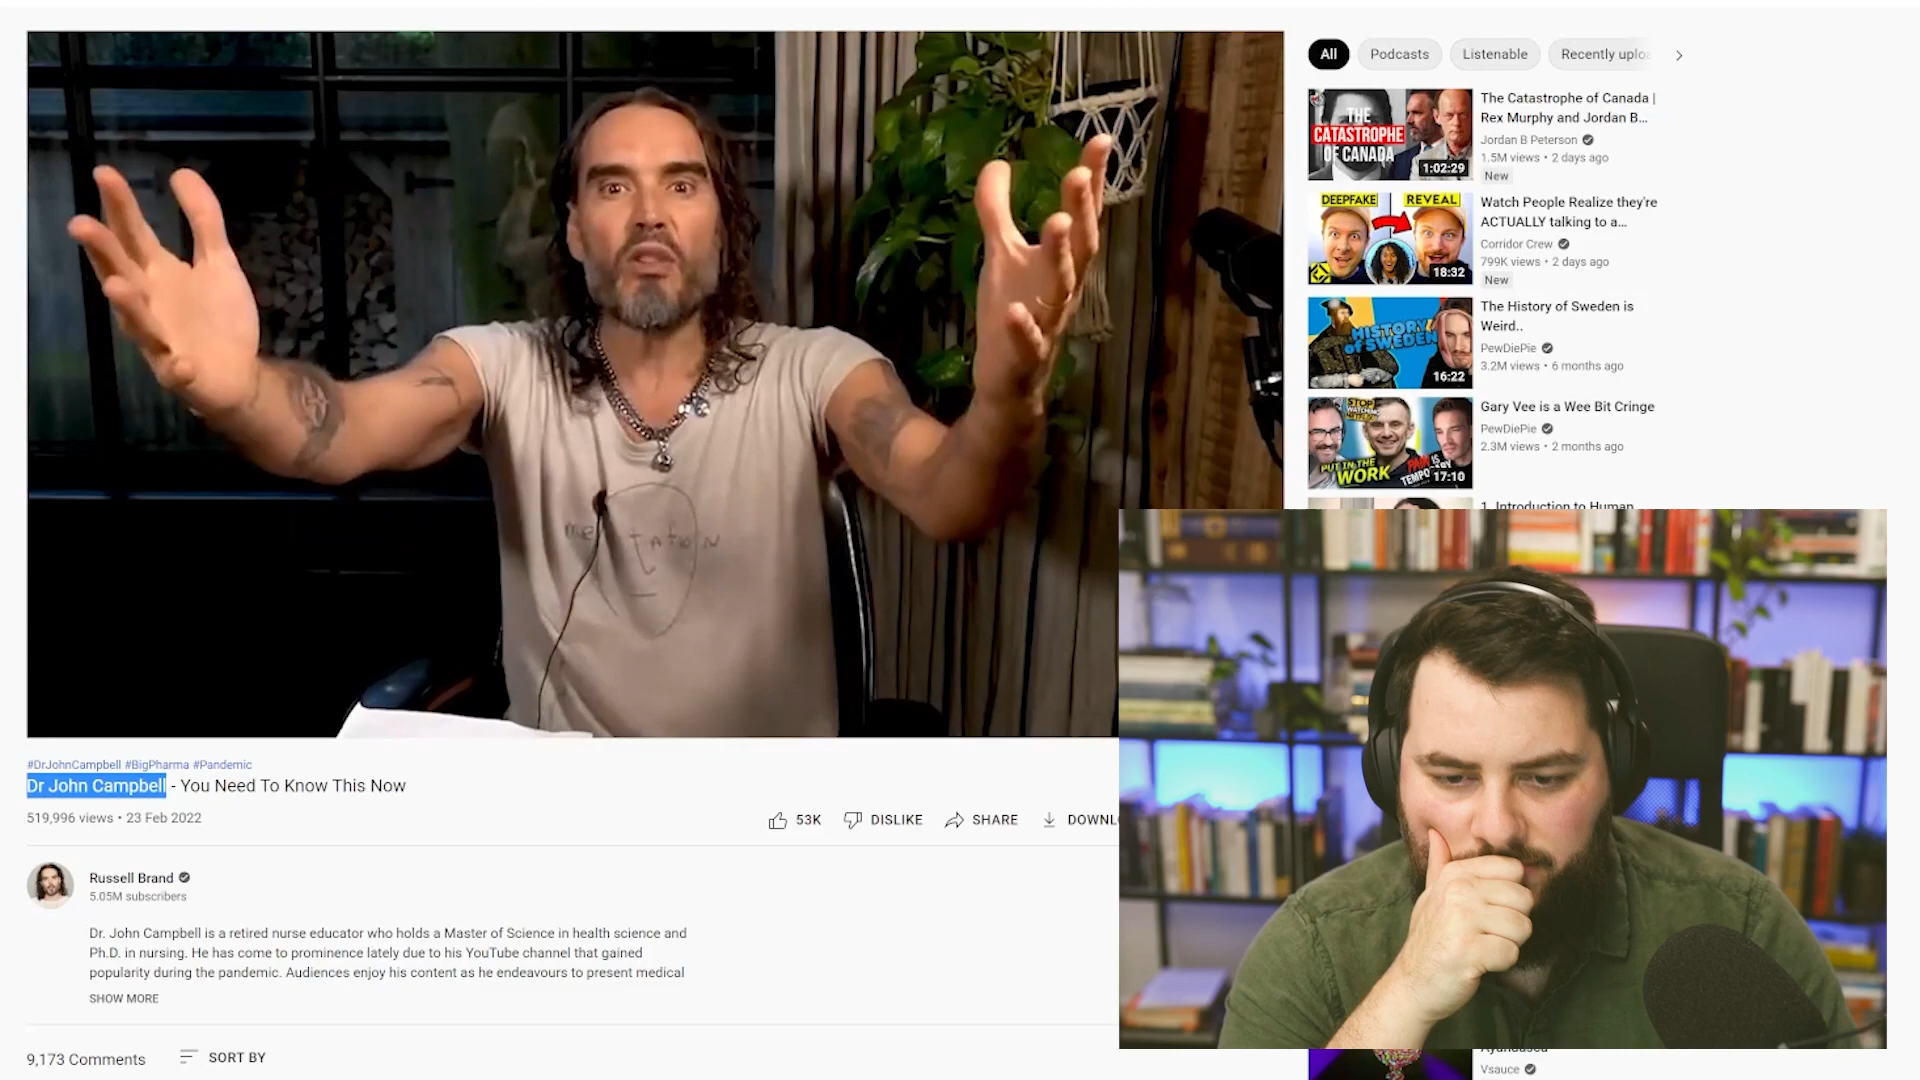 All
Podcasts
Listenable
Recently uplo
THE
CATASTROPHE
OF CANADA
1:02:29
The Catastrophe of Canada |
Rex Murphy and Jordan B...
Jordan B Peterson
1.5M views • 2 days ago
New
DEEPFAKE
REVEAL
18:32
Watch People Realize they're
ACTUALLY talking to a...
Corridor Crew
799K views • 2 days ago
New
HISTORY
of SWEDEN
16:22
The History of Sweden is
Weird..
PewDiePie
3.2M views • 6 months ago
STOP
WATCHING
NETFLIX
PUT IN THE
WORK
PAIN IS
17:10
Gary Vee is a Wee Bit Cringe
PewDiePie
2.3M views • 2 months ago
1. Introduction to Human
#DrJohnCampbell #BigPharma #Pandemic
Dr John Campbell - You Need To Know This Now
519,996 views • 23 Feb 2022
53K
DISLIKE
SHARE
DOWNL
Russell Brand
5.05M subscribers
Dr. John Campbell is a retired nurse educator who holds a Master of Science in health science and
Ph.D. in nursing. He has come to prominence lately due to his YouTube channel that gained
popularity during the pandemic. Audiences enjoy his content as he endeavours to present medical
SHOW MORE
9,173 Comments
SORT BY
Vsauce